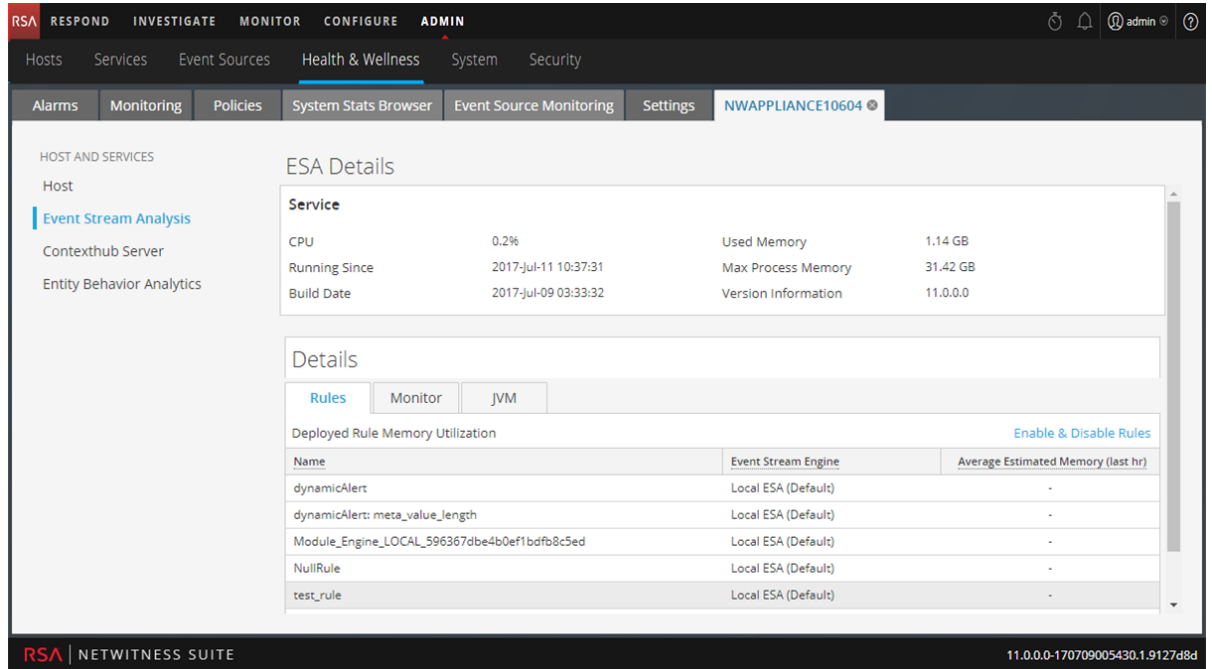 RSA RESPOND INVESTIGATE MONITOR CONFIGURE ADMIN admin ?
Hosts Services Event Sources Health & Wellness System Security
Alarms Monitoring Policies System Stats Browser Event Source Monitoring Settings NWAPPLIANCE10604
HOST AND SERVICES
Host
Event Stream Analysis
Contexthub Server
Entity Behavior Analytics
ESA Details
Service
CPU 0.2% Used Memory 1.14 GB
Running Since 2017-Jul-11 10:37:31 Max Process Memory 31.42 GB
Build Date 2017-Jul-09 03:33:32 Version Information 11.0.0.0
Details
Rules Monitor JVM
Deployed Rule Memory Utilization Enable & Disable Rules
Name Event Stream Engine Average Estimated Memory (last hr)
dynamicAlert Local ESA (Default) -
dynamicAlert: meta_value_length Local ESA (Default) -
Module_Engine_LOCAL_596367dbe4b0ef1bdfb8c5ed Local ESA (Default) -
NullRule Local ESA (Default) -
test_rule Local ESA (Default) -
RSA | NETWITNESS SUITE 11.0.0.0-170709005430.1.9127d8d